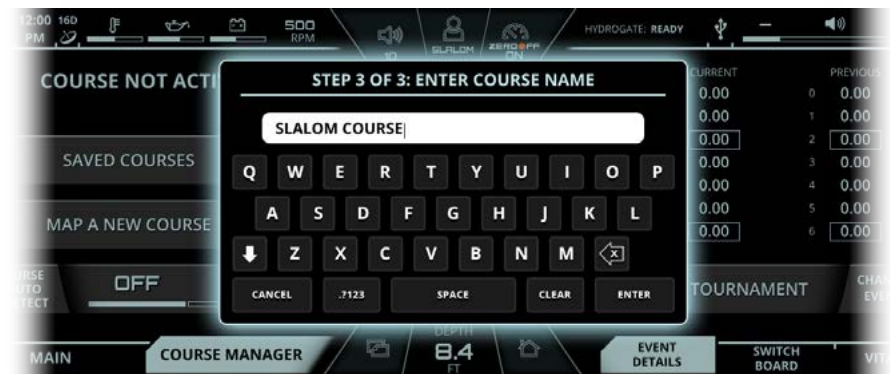 12:00 PM 16D 500 RPM HYDROGATE: READY
10 SLALOM ZERO OFF ON
COURSE NOT ACTI
STEP 3 OF 3: ENTER COURSE NAME
SLALOM COURSE
CURRENT PREVIOUS
0.00 0 0.00
0.00 1 0.00
0.00 2 0.00
0.00 3 0.00
0.00 4 0.00
0.00 5 0.00
0.00 6 0.00
SAVED COURSES
MAP A NEW COURSE
Q W E R T Y U I O P
A S D F G H J K L
Z X C V B N M
CANCEL .?123 SPACE CLEAR ENTER
OFF
TOURNAMENT
DEPTH
8.4
FT
MAIN
COURSE MANAGER
EVENT
DETAILS
SWITCH
BOARD